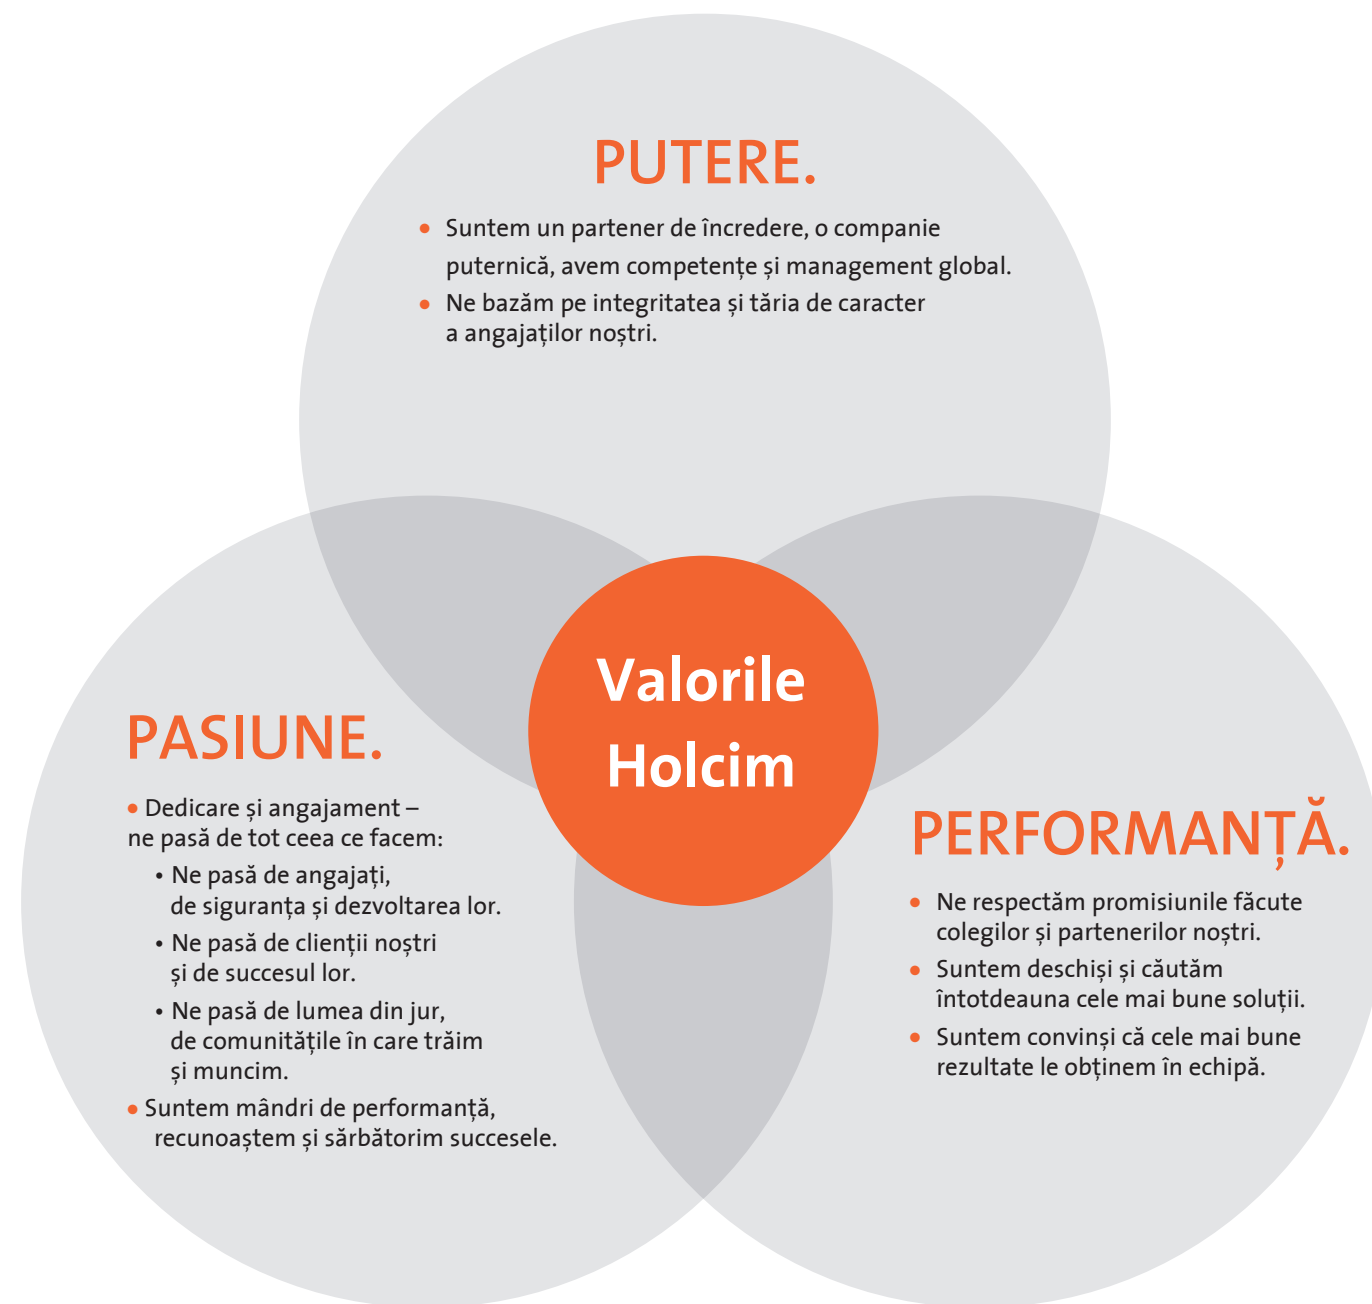 PUTERE.
• Suntem un partener de încredere, o companie
puternică, avem competențe și management global.
• Ne bazăm pe integritatea și tăria de caracter
a angajaților noștri.
Valorile
Holcim
PASIUNE.
• Dedicare și angajament –
ne pasă de tot ceea ce facem:
• Ne pasă de angajați,
de siguranța și dezvoltarea lor.
• Ne pasă de clienții noștri
și de succesul lor.
• Ne pasă de lumea din jur,
de comunitățile în care trăim
și muncim.
• Suntem mândri de performanță,
recunoaștem și sărbătorim succesele.
PERFORMANȚĂ.
• Ne respectăm promisiunile făcute
colegilor și partenerilor noștri.
• Suntem deschiși și căutăm
întotdeauna cele mai bune soluții.
• Suntem convinși că cele mai bune
rezultate le obținem în echipă.